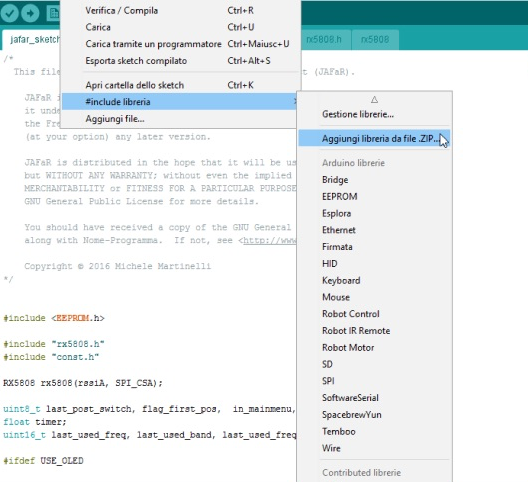 Verifica / Compila Ctrl+R
Carica Ctrl+U
Carica tramite un programmatore Ctrl+Maiusc+U
Esporta sketch compilato Ctrl+Alt+S
Apri cartella dello sketch Ctrl+K
#include libreria
Aggiungi file...
jafar_sketch rx5808.h rx5808
/*
This file t (JAFaR).
JAFaR i
it unde
the Fre
(at your option) any later version.
JAFaR is distributed in the hope that it will be us
but WITHOUT ANY WARRANTY; without even the implied
MERCHANTABILITY or FITNESS FOR A PARTICULAR PURPOSE
GNU General Public License for more details.
You should have received a copy of the GNU General
along with Nome-Programma. If not, see <http://www
Copyright © 2016 Michele Martinelli
*/
#include <EEPROM.h>
#include "rx5808.h"
#include "const.h"
RX5808 rx5808(rssiA, SPI_CSA);
uint8_t last_post_switch, flag_first_pos, in_mainmenu,
float timer;
uint16_t last_used_freq, last_used_band, last_used_freq
#ifdef USE_OLED
Gestione librerie...
Aggiungi libreria da file .ZIP...
Arduino librerie
Bridge
EEPROM
Esplora
Ethernet
Firmata
HID
Keyboard
Mouse
Robot Control
Robot IR Remote
Robot Motor
SD
SPI
SoftwareSerial
SpacebrewYun
Temboo
Wire
Contributed librerie